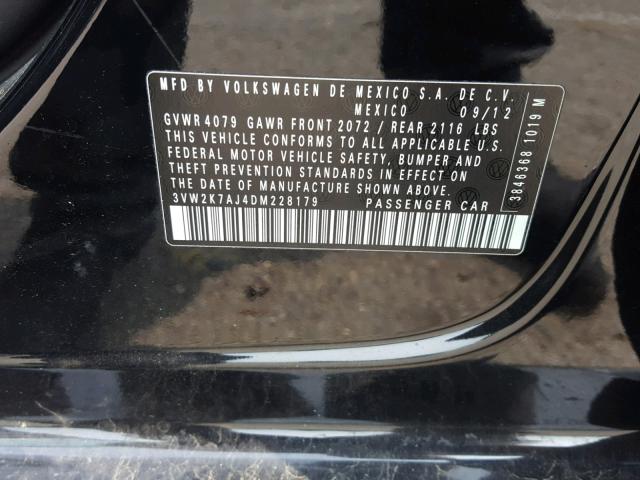 MFD BY VOLKSWAGEN DE MEXICO S.A. DE C.V.
MEXICO 09/12
GVWR 4079 GAWR FRONT 2072 / REAR 2116 LBS
THIS VEHICLE CONFORMS TO ALL APPLICABLE U.S.
FEDERAL MOTOR VEHICLE SAFETY, BUMPER AND
THEFT PREVENTION STANDARDS IN EFFECT ON
THE DATE OF MANUFACTURE SHOWN ABOVE.
3VW2K7AJ4DM228179 PASSENGER CAR
3846368 1019 M